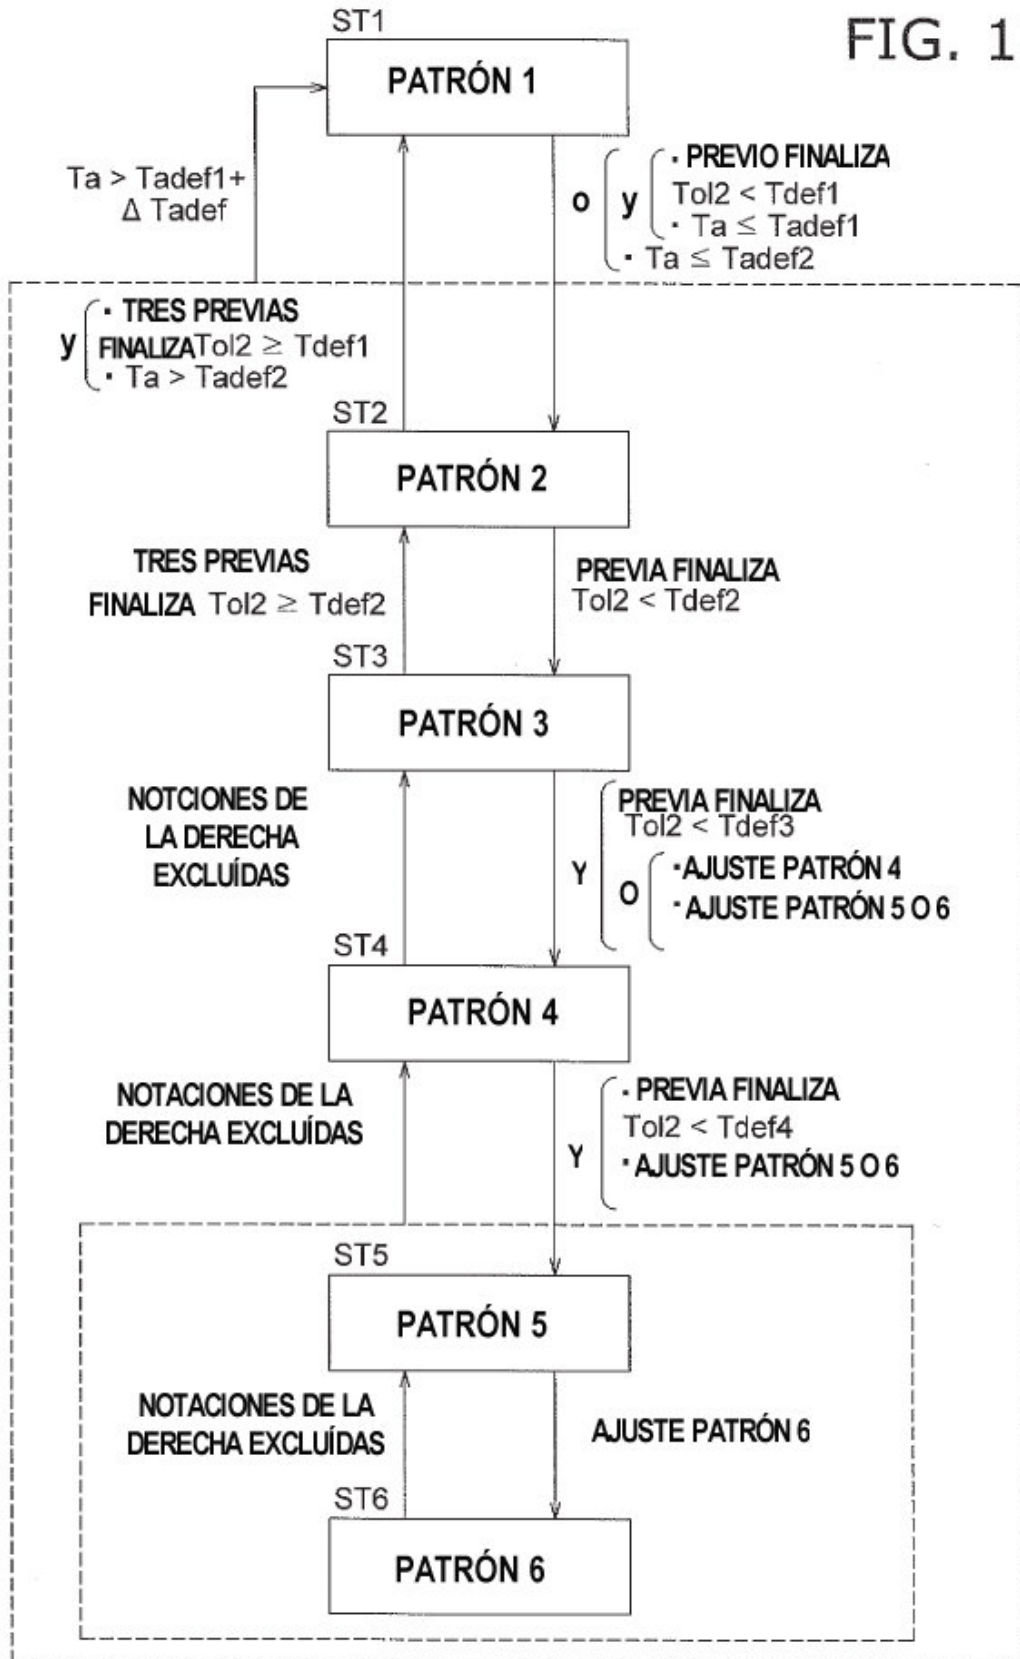 FIG. 1
ST1
PATRÓN 1
Ta > Tadef1+
Δ Tadef
o
y
· PREVIO FINALIZA
Tol2 < Tdef1
· Ta ≤ Tadef1
· Ta ≤ Tadef2
y
· TRES PREVIAS
FINALIZA Tol2 ≥ Tdef1
· Ta > Tadef2
ST2
PATRÓN 2
TRES PREVIAS
FINALIZA Tol2 ≥ Tdef2
PREVIA FINALIZA
Tol2 < Tdef2
ST3
PATRÓN 3
NOTCIONES DE
LA DERECHA
EXCLUÍDAS
Y
PREVIA FINALIZA
Tol2 < Tdef3
O
· AJUSTE PATRÓN 4
· AJUSTE PATRÓN 5 O 6
ST4
PATRÓN 4
NOTACIONES DE LA
DERECHA EXCLUÍDAS
Y
· PREVIA FINALIZA
Tol2 < Tdef4
· AJUSTE PATRÓN 5 O 6
ST5
PATRÓN 5
NOTACIONES DE LA
DERECHA EXCLUÍDAS
AJUSTE PATRÓN 6
ST6
PATRÓN 6